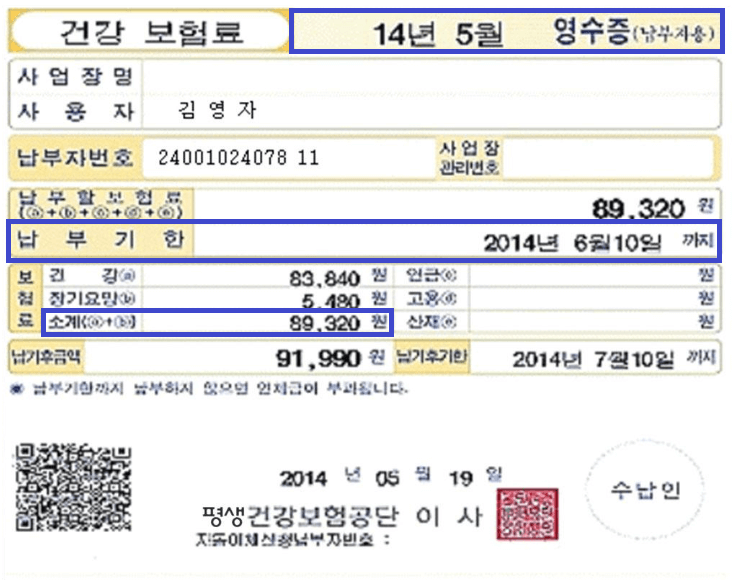 건강 보험료 14년 5월 영수증(납부자용)
사업장명
사용자 김영자
납부자번호 24001024078 11 사업장관리번호
납부할보험료 89,320 원
(ⓐ+ⓑ+ⓒ+ⓓ+ⓔ)
납부기한 2014년 6월10일 까지
보험료 건강ⓐ 83,840 원 연금ⓒ 원
장기요양ⓑ 5,480 원 고용ⓓ 원
소계(ⓐ+ⓑ) 89,320 원 산재ⓔ 원
납기후금액 91,990 원 납기후기한 2014년 7월10일 까지
◉ 납부기한까지 납부하지 않으면 연체금이 부과됩니다.
2014 년 05 월 19 일
평생건강보험공단 이 사
수납인
자동이체신청납부자번호 :